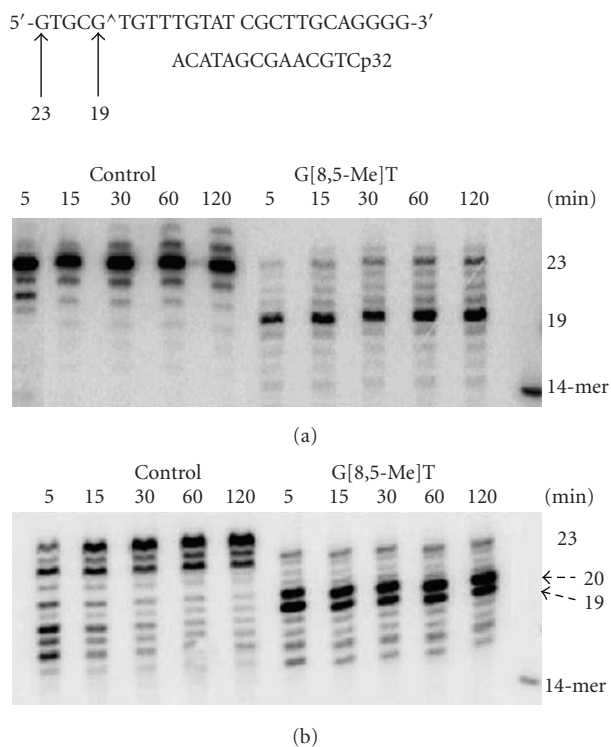 5′-GTGCG^TGTTTGTAT CGCTTGCAGGGG-3′
ACATAGCGAACGTCp32
23 19
Control G[8,5-Me]T
5 15 30 60 120 5 15 30 60 120 (min)
23
19
14-mer
(a)
Control G[8,5-Me]T
5 15 30 60 120 5 15 30 60 120 (min)
23
20
19
14-mer
(b)